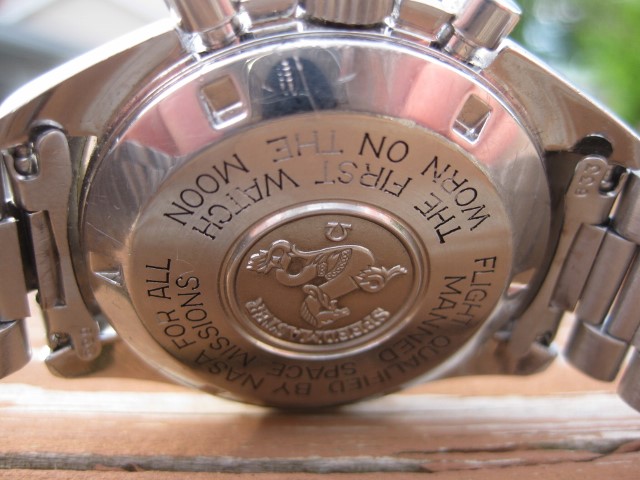 FLIGHT QUALIFIED BY NASA FOR ALL
MANNED SPACE MISSIONS
THE FIRST WATCH
WORN ON THE MOON
Ω
SPEEDMASTER